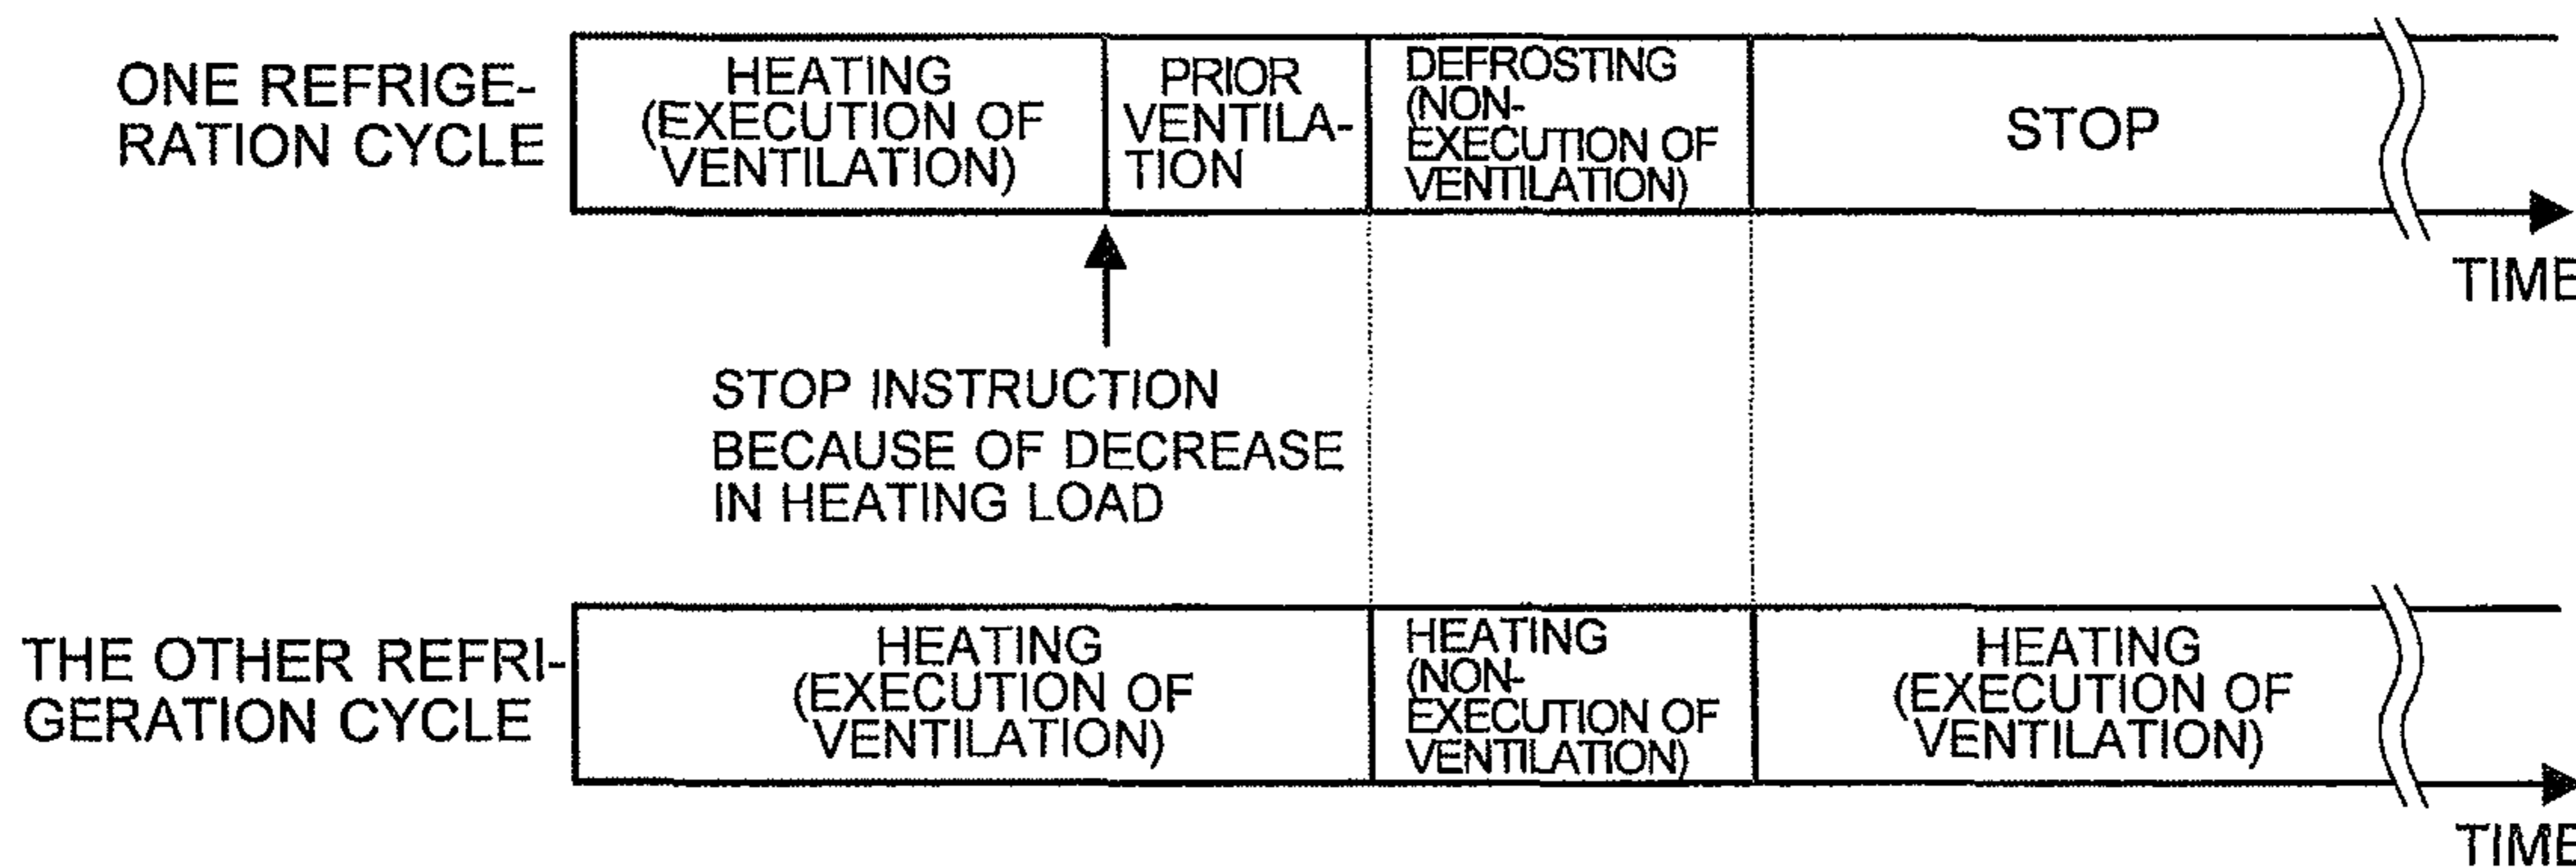 ONE REFRIGE-
RATION CYCLE
HEATING
(EXECUTION OF
VENTILATION)
PRIOR
VENTILA-
TION
DEFROSTING
(NON-
EXECUTION OF
VENTILATION)
STOP
TIME
STOP INSTRUCTION
BECAUSE OF DECREASE
IN HEATING LOAD
THE OTHER REFRI-
GERATION CYCLE
HEATING
(EXECUTION OF
VENTILATION)
HEATING
(NON-
EXECUTION OF
VENTILATION)
HEATING
(EXECUTION OF
VENTILATION)
TIME